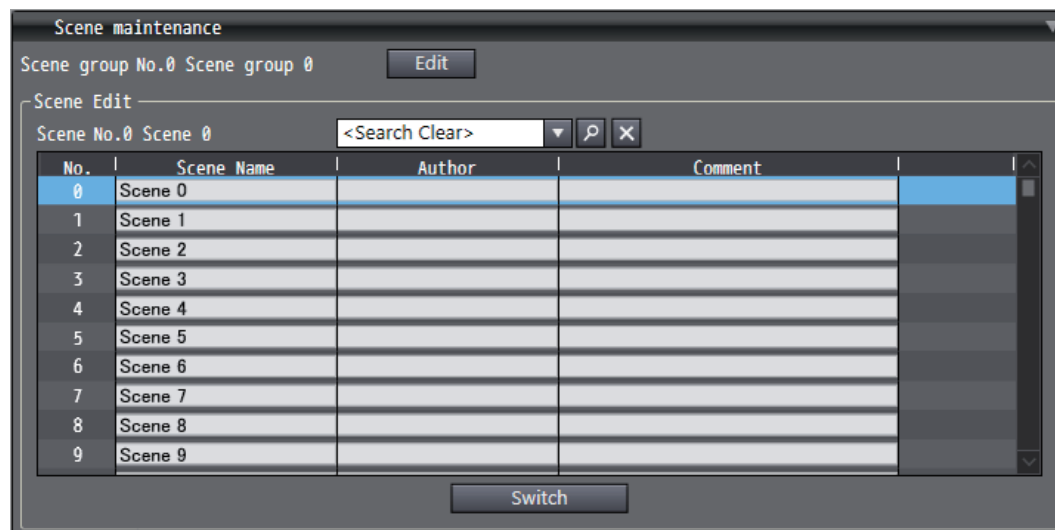 Scene maintenance
Scene group No.0 Scene group 0 Edit
Scene Edit
Scene No.0 Scene 0 <Search Clear>
No. Scene Name Author Comment
0 Scene 0
1 Scene 1
2 Scene 2
3 Scene 3
4 Scene 4
5 Scene 5
6 Scene 6
7 Scene 7
8 Scene 8
9 Scene 9
Switch